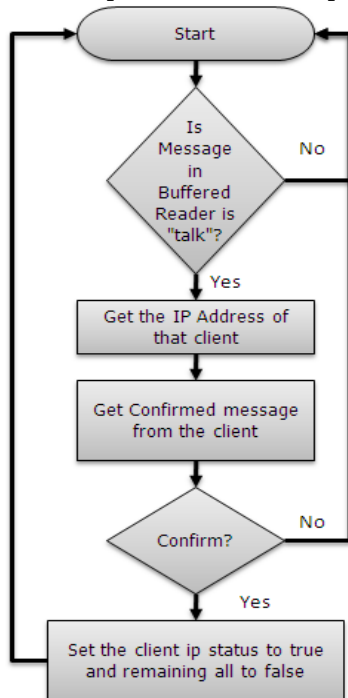 Start
Is
Message
in
Buffered
Reader is
"talk"?
No
Yes
Get the IP Address of
that client
Get Confirmed message
from the client
Confirm?
No
Yes
Set the client ip status to true
and remaining all to false